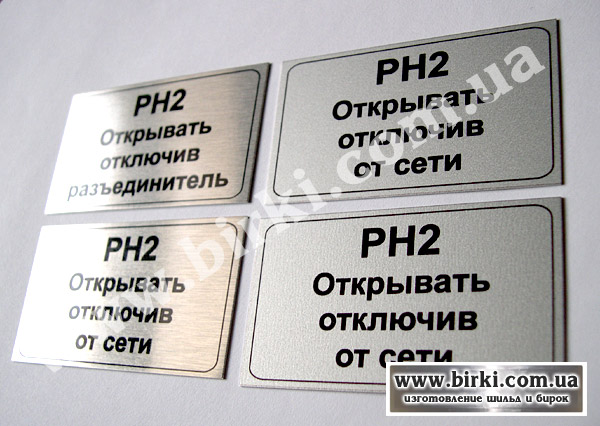 РН2
Открывать
отключив
разъединитель
РН2
Открывать
отключив
от сети
РН2
Открывать
отключив
от сети
РН2
Открывать
отключив
от сети
www.birki.com.ua
www.birki.com.ua
изготовление шильд и бирок